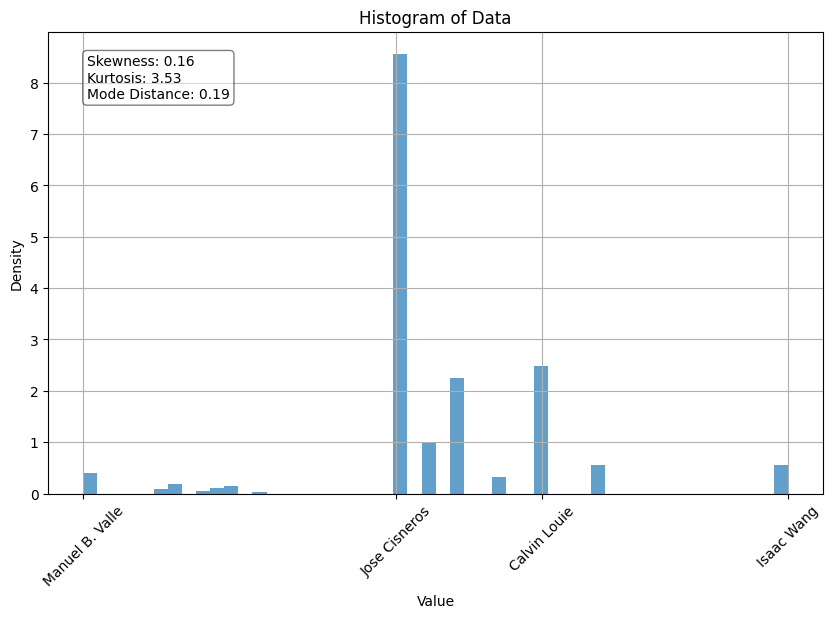 Histogram of Data
Skewness: 0.16
Kurtosis: 3.53
Mode Distance: 0.19
8
7
6
5
4
3
2
1
0
Density
Manuel B. Valle
Jose Cisneros
Calvin Louie
Isaac Wang
Value